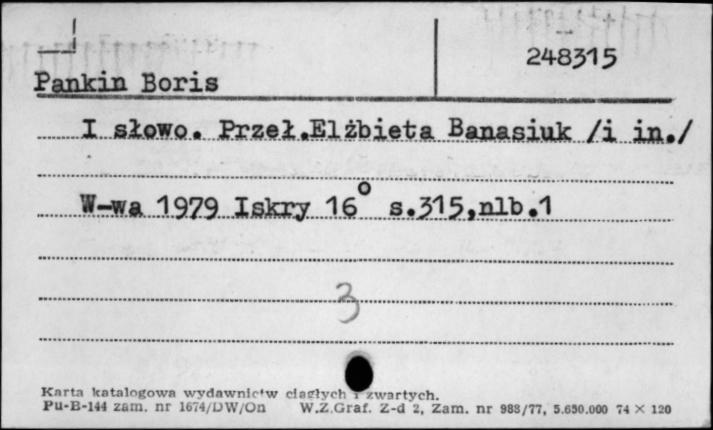 248315
Pankin Boris
I słowo. Przeł.Elżbieta Banasiuk /i in./
W-wa 1979 Iskry 16° s.315,nlb.1
3
Karta katalogowa wydawnictw ciągłych i zwartych.
Pu-B-144 zam. nr 1674/DW/On W.Z.Graf. Z-d 2, Zam. nr 988/77, 5.650.000 74 × 120